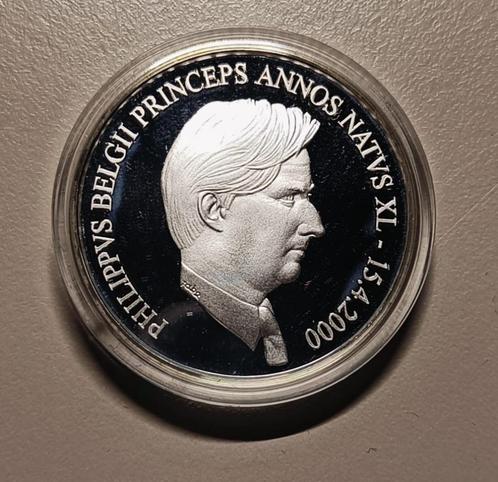 PHILIPPVS BELGII PRINCEPS ANNOS NATVS XL - 15.4.2000